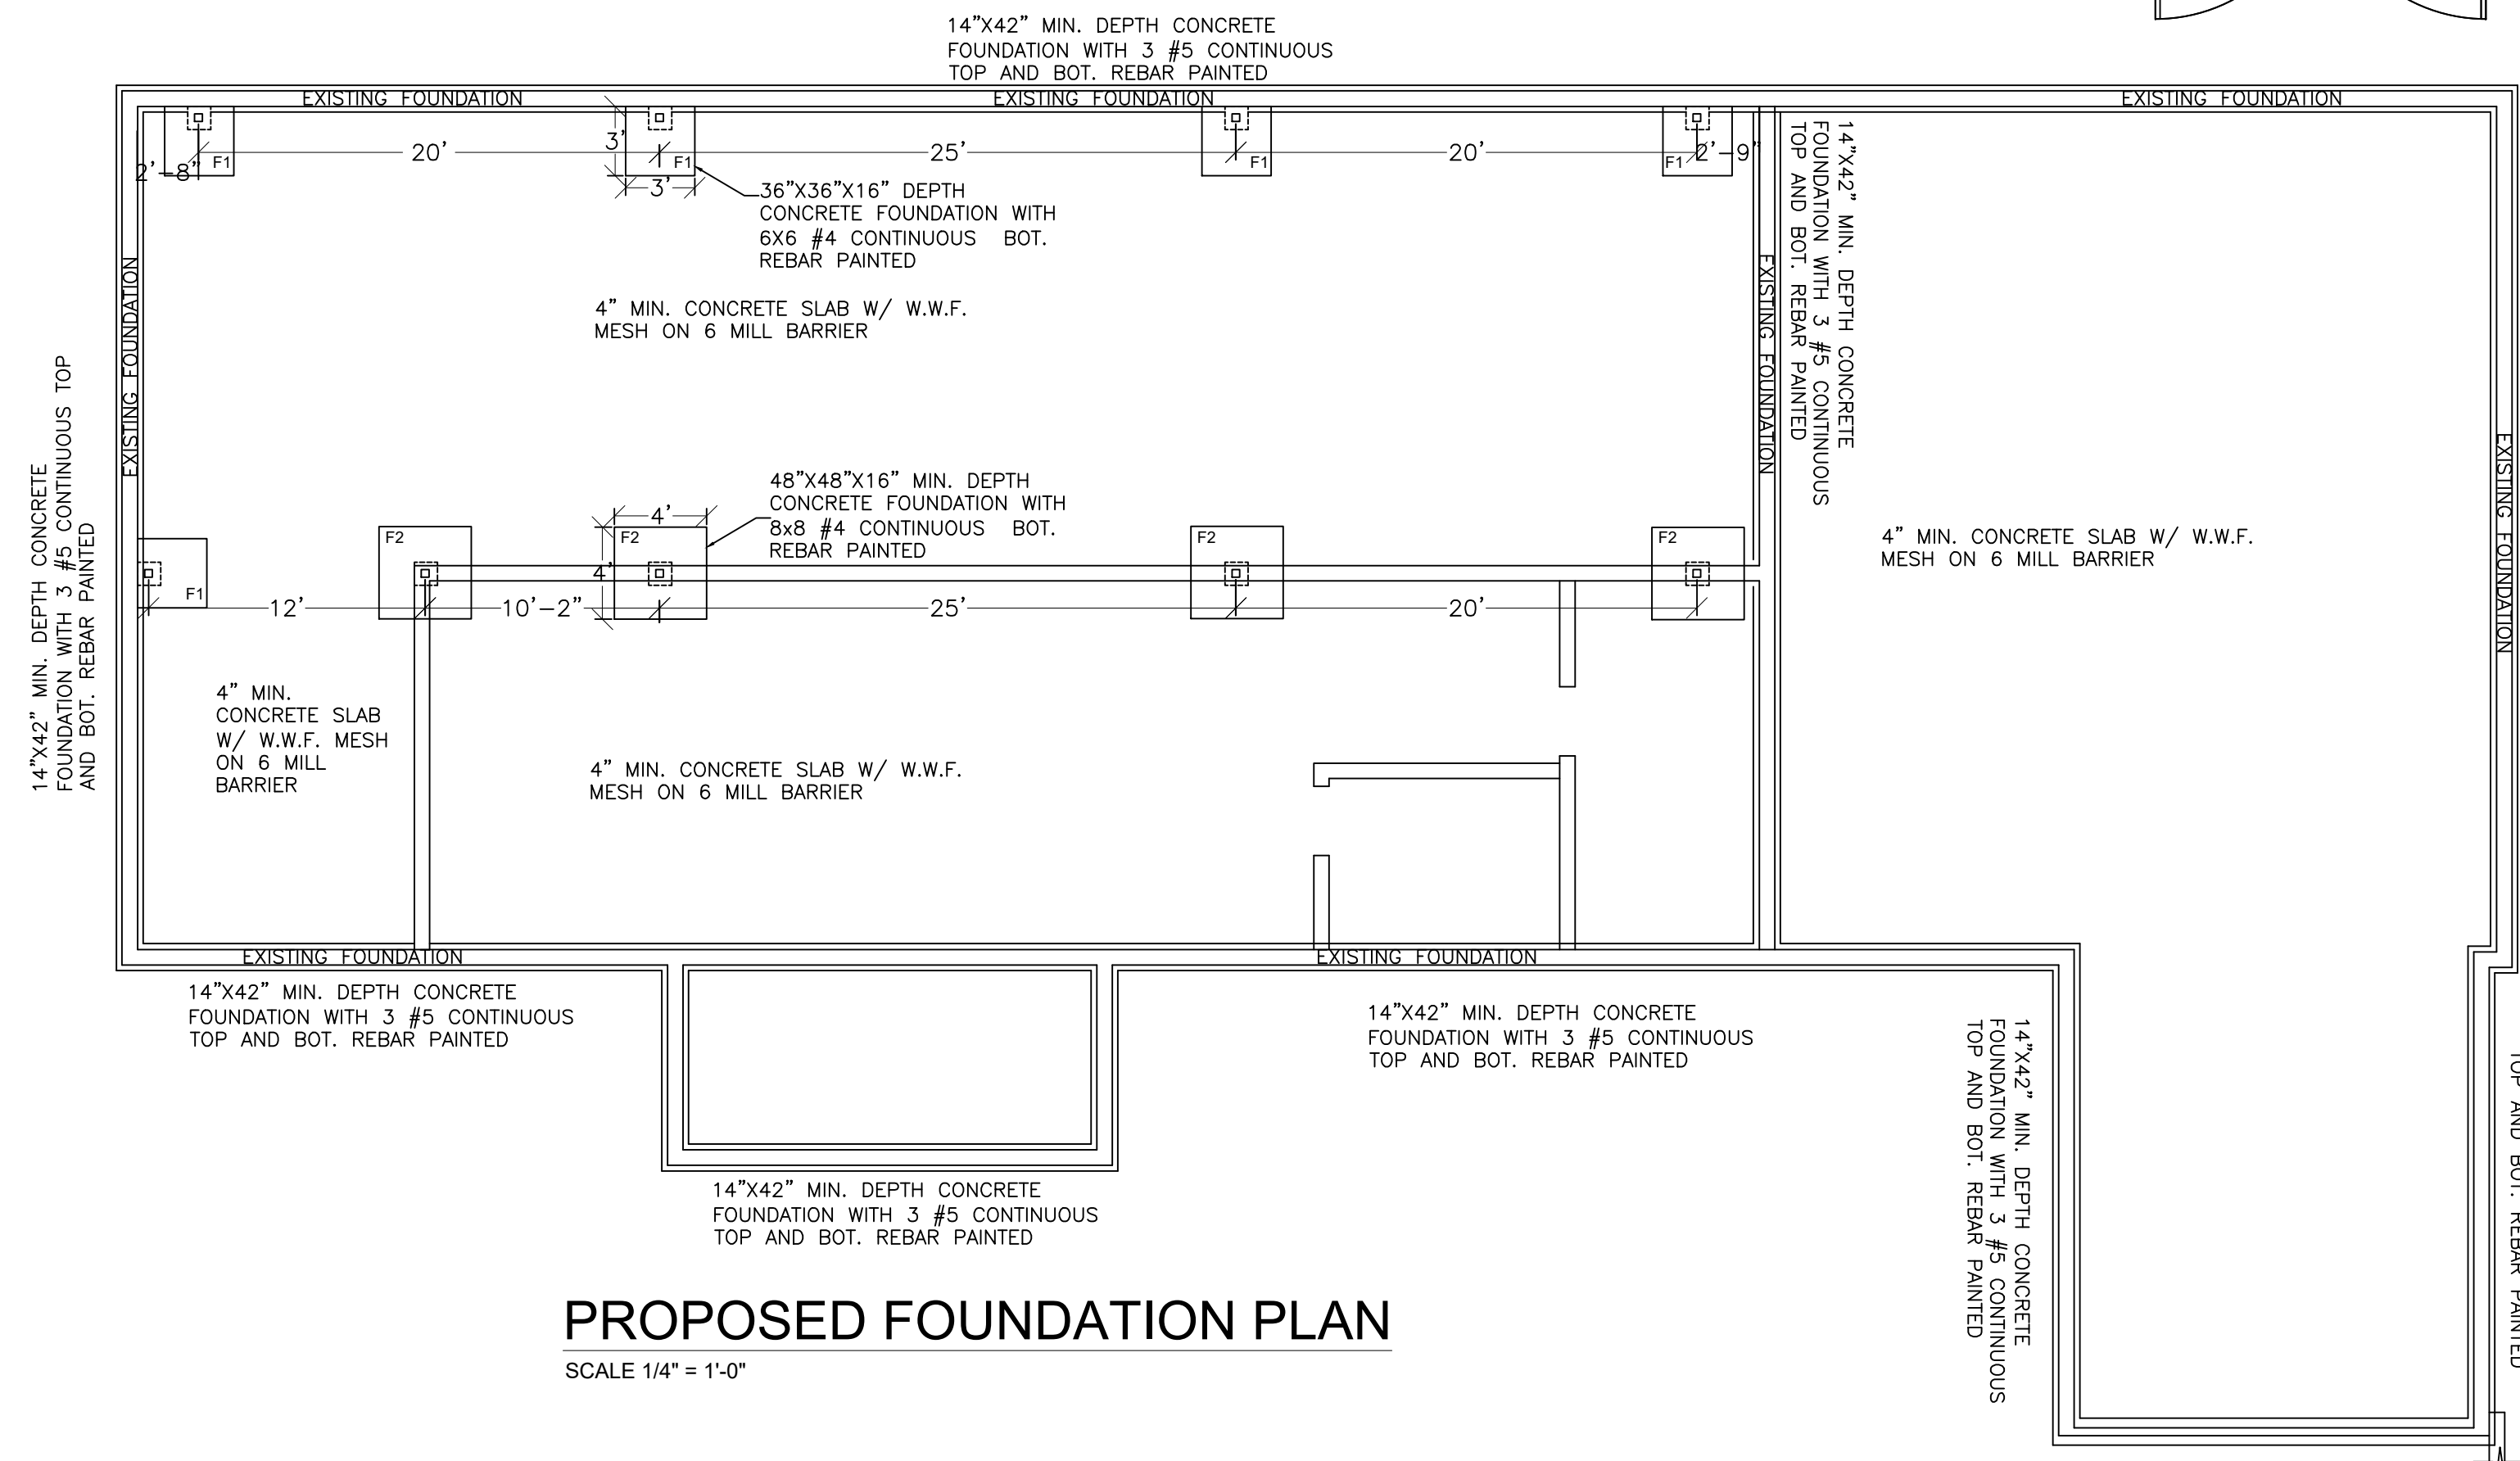 14”X42” MIN. DEPTH CONCRETE
FOUNDATION WITH 3 #5 CONTINUOUS
TOP AND BOT. REBAR PAINTED
EXISTING FOUNDATION
EXISTING FOUNDATION
EXISTING FOUNDATION
2’-8”
F1
20’
3’
F1
3’
25’
F1
20’
F1
2’-9”
36”X36”X16” DEPTH
CONCRETE FOUNDATION WITH
6X6 #4 CONTINUOUS BOT.
REBAR PAINTED
4” MIN. CONCRETE SLAB W/ W.W.F.
MESH ON 6 MILL BARRIER
EXISTING FOUNDATION
14”X42” MIN. DEPTH CONCRETE
FOUNDATION WITH 3 #5 CONTINUOUS TOP
AND BOT. REBAR PAINTED
EXISTING FOUNDATION
14”X42” MIN. DEPTH CONCRETE
FOUNDATION WITH 3 #5 CONTINUOUS
TOP AND BOT. REBAR PAINTED
EXISTING FOUNDATION
48”X48”X16” MIN. DEPTH
CONCRETE FOUNDATION WITH
8x8 #4 CONTINUOUS BOT.
REBAR PAINTED
4” MIN. CONCRETE SLAB W/ W.W.F.
MESH ON 6 MILL BARRIER
F1
12’
F2
10’-2”
4’
F2
4’
25’
F2
20’
F2
4” MIN.
CONCRETE SLAB
W/ W.W.F. MESH
ON 6 MILL
BARRIER
4” MIN. CONCRETE SLAB W/ W.W.F.
MESH ON 6 MILL BARRIER
EXISTING FOUNDATION
EXISTING FOUNDATION
14”X42” MIN. DEPTH CONCRETE
FOUNDATION WITH 3 #5 CONTINUOUS
TOP AND BOT. REBAR PAINTED
14”X42” MIN. DEPTH CONCRETE
FOUNDATION WITH 3 #5 CONTINUOUS
TOP AND BOT. REBAR PAINTED
14”X42” MIN. DEPTH CONCRETE
FOUNDATION WITH 3 #5 CONTINUOUS
TOP AND BOT. REBAR PAINTED
TOP AND BOT. REBAR PAINTED
14”X42” MIN. DEPTH CONCRETE
FOUNDATION WITH 3 #5 CONTINUOUS
TOP AND BOT. REBAR PAINTED
PROPOSED FOUNDATION PLAN
SCALE 1/4" = 1'-0"